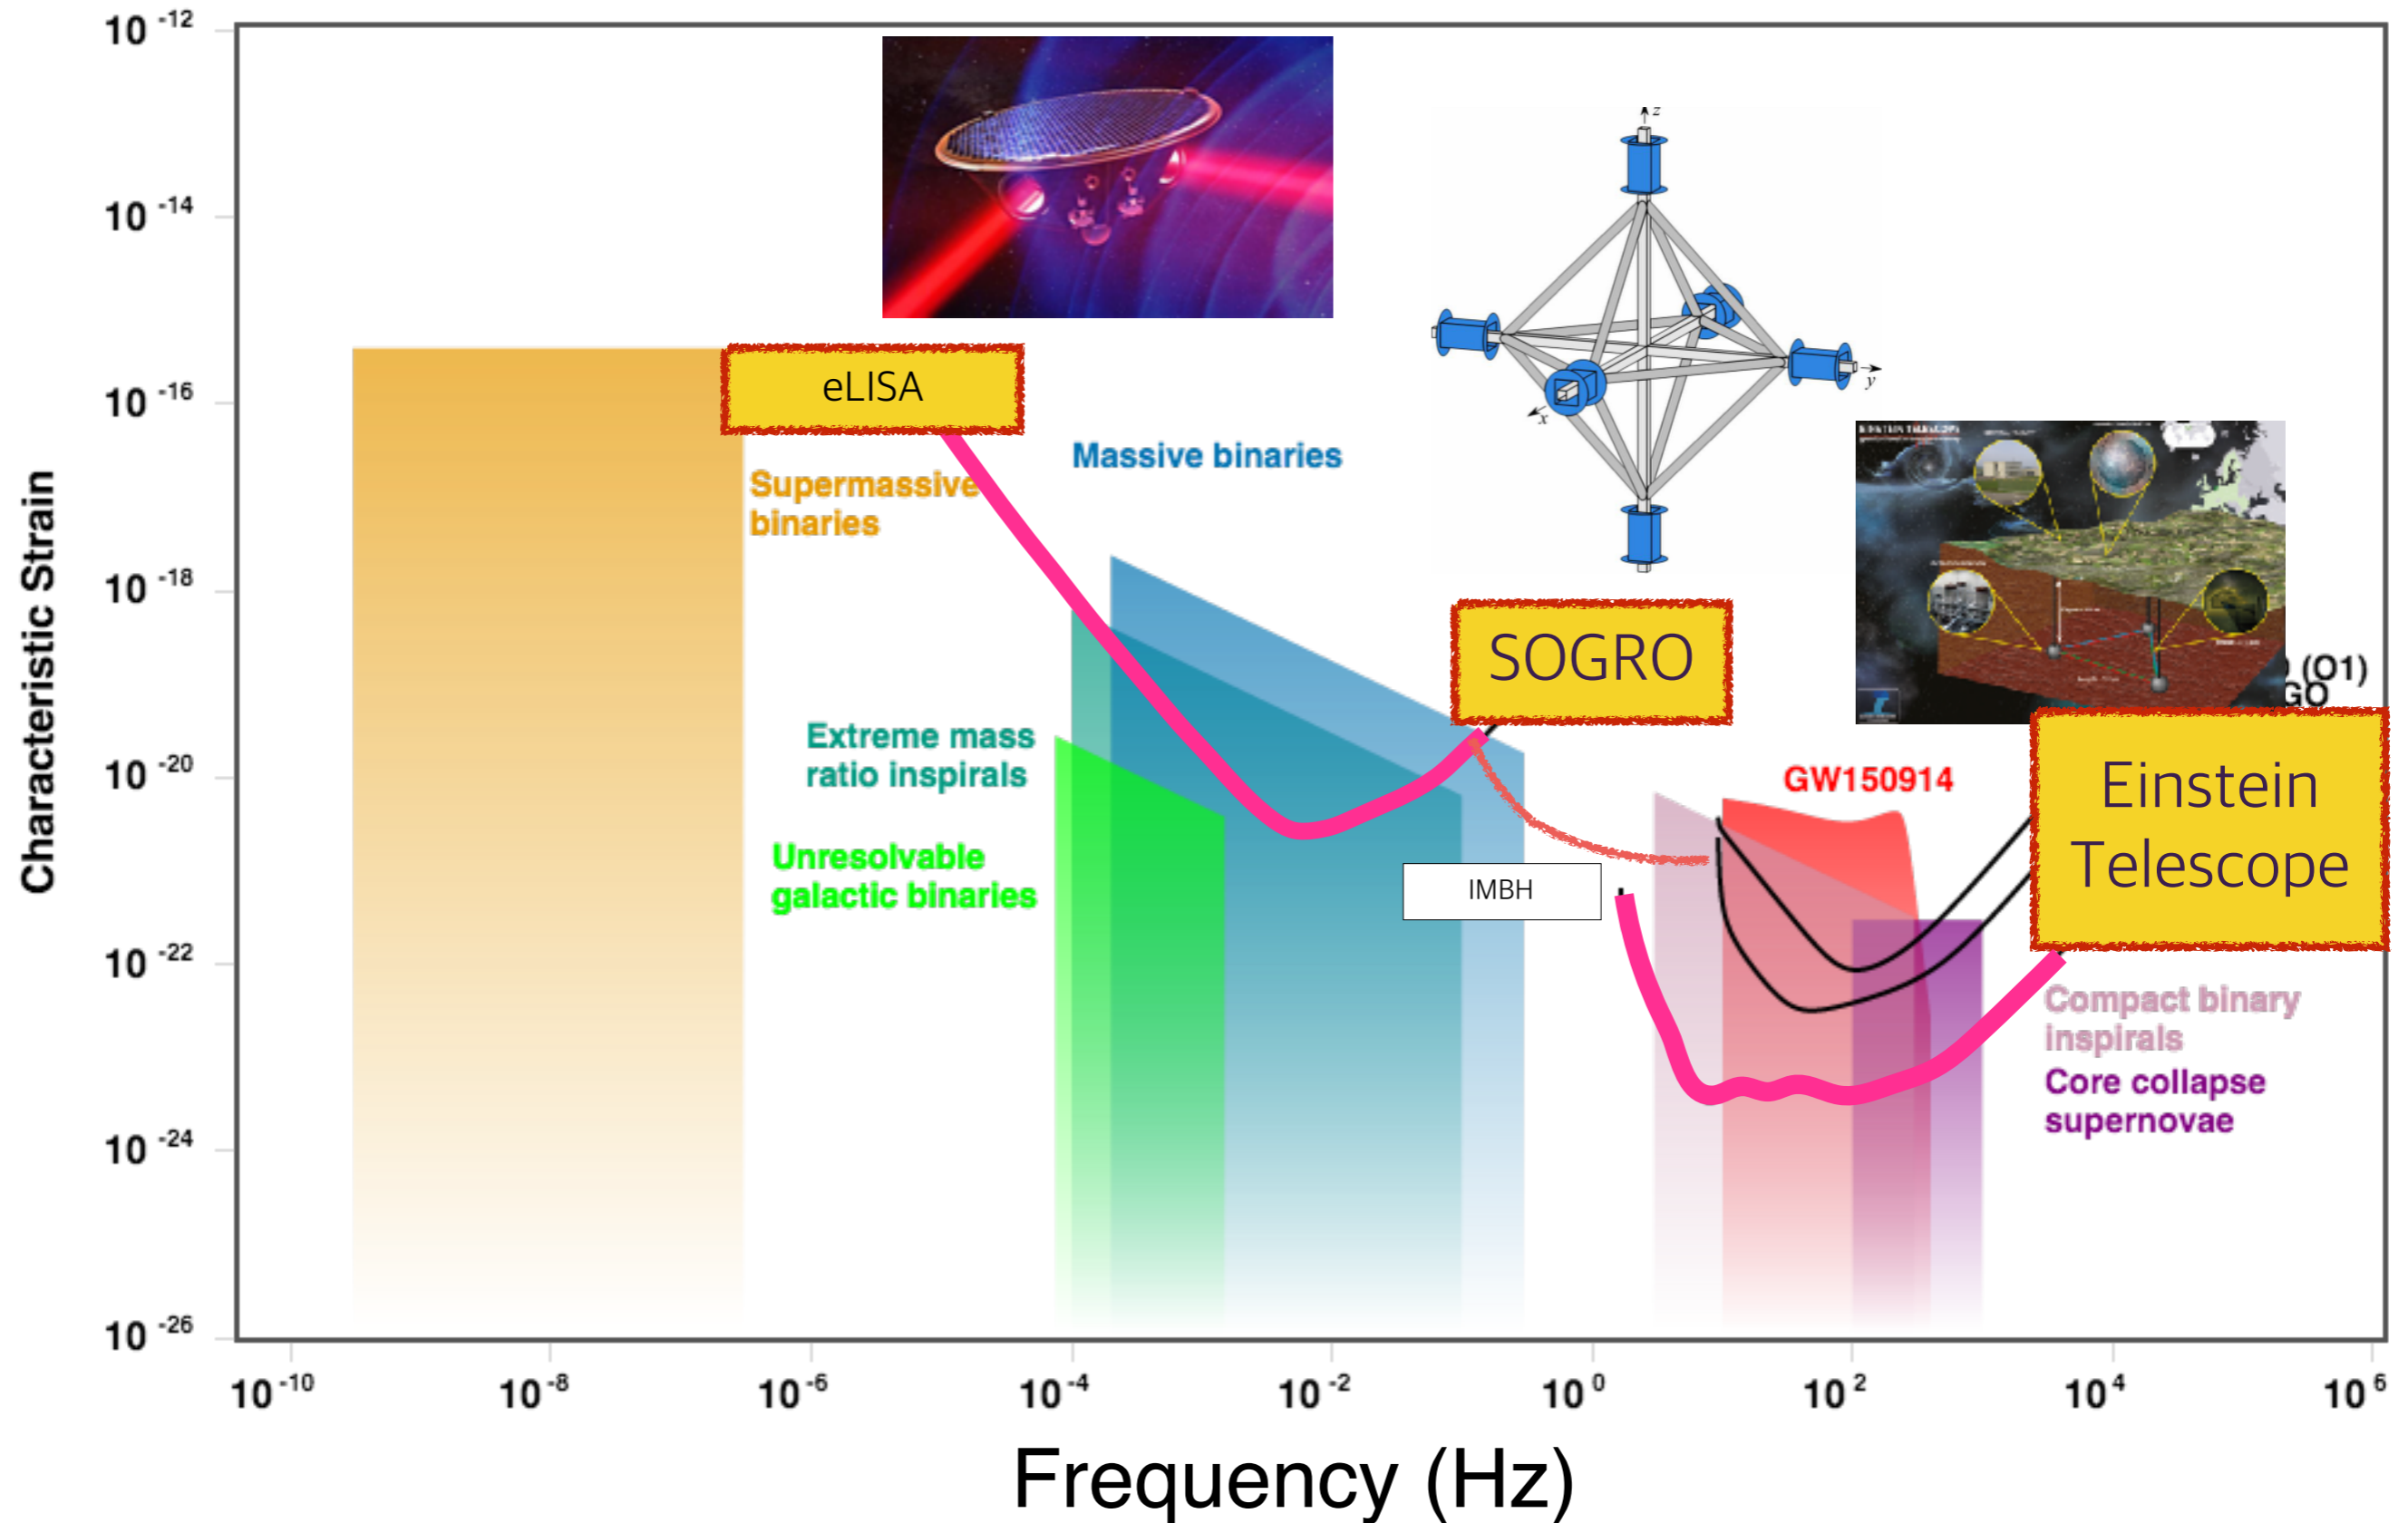 10 -12
10 -14
10 -16
10 -18
10 -20
10 -22
10 -24
10 -26
Characteristic Strain
z
y
x
eLISA
Massive binaries
Supermassive
binaries
EINSTEIN TELESCOPE
SOGRO
(O1)
GO
Extreme mass
ratio inspirals
GW150914
Einstein
Telescope
Unresolvable
galactic binaries
IMBH
Compact binary
inspirals
Core collapse
supernovae
10 -10
10 -8
10 -6
10 -4
10 -2
10 0
10 2
10 4
10 6
Frequency (Hz)